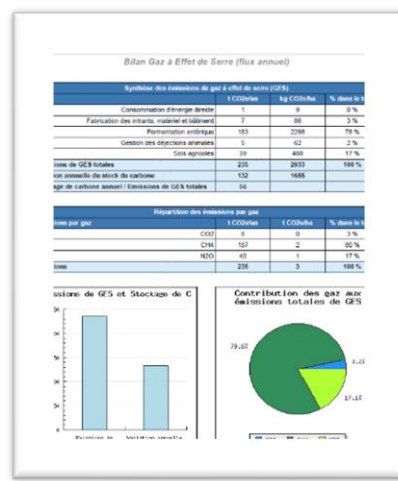 Bilan Gaz à Effet de Serre (flux annuel)
Synthèse des émissions de gaz à effet de serre (GES)
t CO2e/an kg CO2e/ha % dans le t
Consommation d'énergie directe 1 9 0 %
Fabrication des intrants, matériel et bâtiment 7 86 3 %
Fermentation entérique 183 2288 78 %
Gestion des déjections animales 5 62 2 %
Sols agricoles 39 488 17 %
ions de GES totales 235 2933 100 %
on annuelle du stock de carbone 132 1655
age de carbone annuel / Emissions de GES totales 56
Répartition des émissions par gaz
ions par gaz t CO2e/an t CO2e/ha % dans le t
CO2 8 0 3 %
CH4 187 2 80 %
N2O 40 1 17 %
ions 235 3 100 %
ssions de GES et Stockage de C
Contribution des gaz aux
émissions totales de GES
79.6%
3.2%
17.1%